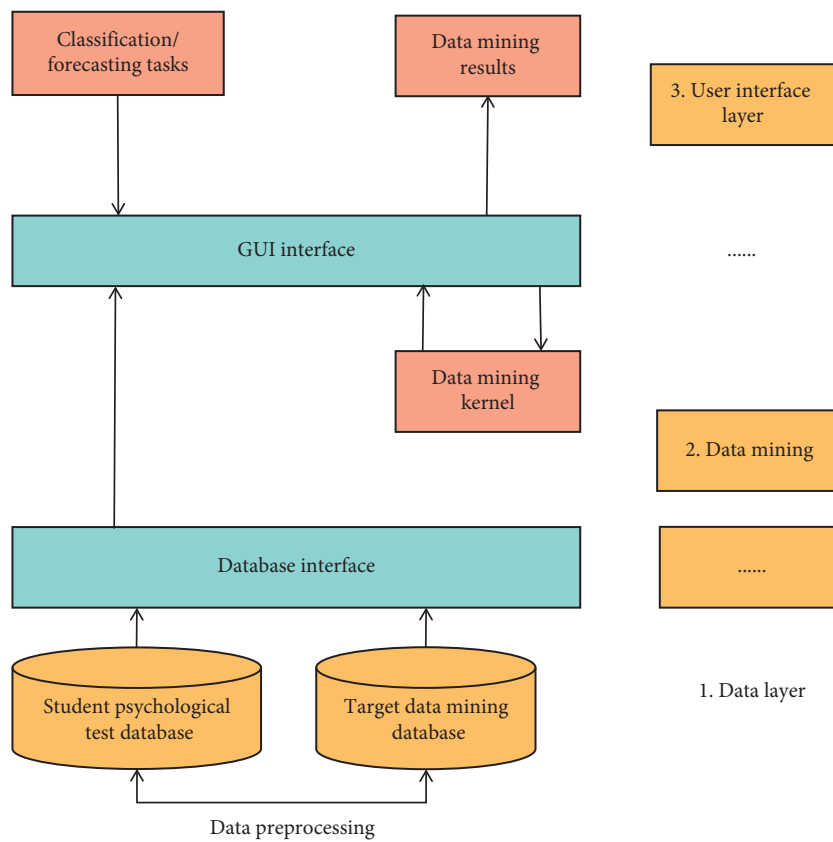 Classification/
forecasting tasks
Data mining
results
3. User interface
layer
GUI interface
......
Data mining
kernel
2. Data mining
Database interface
......
Student psychological
test database
Target data mining
database
1. Data layer
Data preprocessing